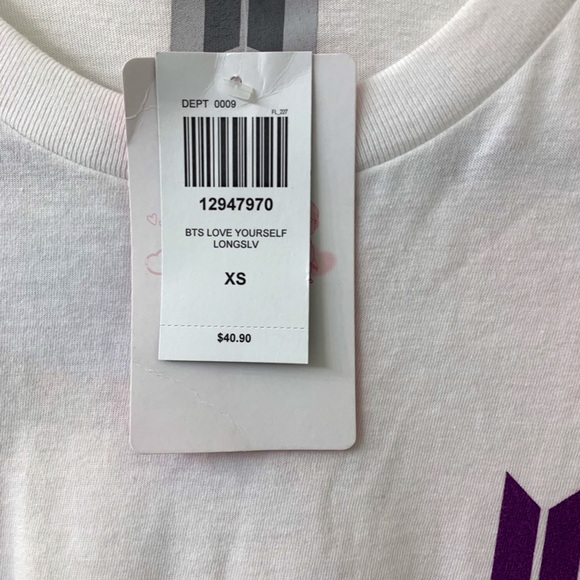 DEPT 0009
FL_227
12947970
BTS LOVE YOURSELF
LONGSLV
XS
$40.90